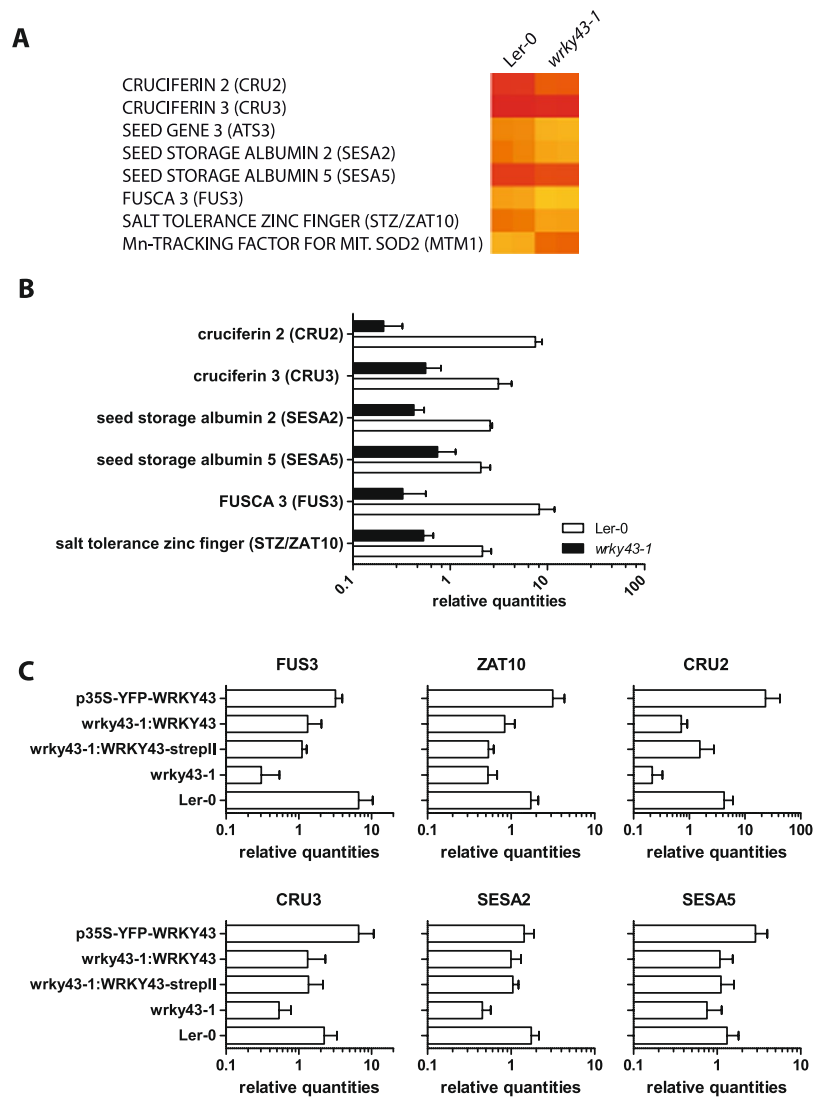 A
Ler-0
wrky43-1
CRUCIFERIN 2 (CRU2)
CRUCIFERIN 3 (CRU3)
SEED GENE 3 (ATS3)
SEED STORAGE ALBUMIN 2 (SESA2)
SEED STORAGE ALBUMIN 5 (SESA5)
FUSCA 3 (FUS3)
SALT TOLERANCE ZINC FINGER (STZ/ZAT10)
Mn-TRACKING FACTOR FOR MIT. SOD2 (MTM1)
B
cruciferin 2 (CRU2)
cruciferin 3 (CRU3)
seed storage albumin 2 (SESA2)
seed storage albumin 5 (SESA5)
FUSCA 3 (FUS3)
salt tolerance zinc finger (STZ/ZAT10)
Ler-0
wrky43-1
0.1 1 10 100
relative quantities
C
FUS3 ZAT10 CRU2
p35S-YFP-WRKY43
wrky43-1:WRKY43
wrky43-1:WRKY43-strepII
wrky43-1
Ler-0
0.1 1 10 0.1 1 10 0.1 1 10 100
relative quantities relative quantities relative quantities
CRU3 SESA2 SESA5
p35S-YFP-WRKY43
wrky43-1:WRKY43
wrky43-1:WRKY43-strepII
wrky43-1
Ler-0
0.1 1 10 0.1 1 10 0.1 1 10
relative quantities relative quantities relative quantities